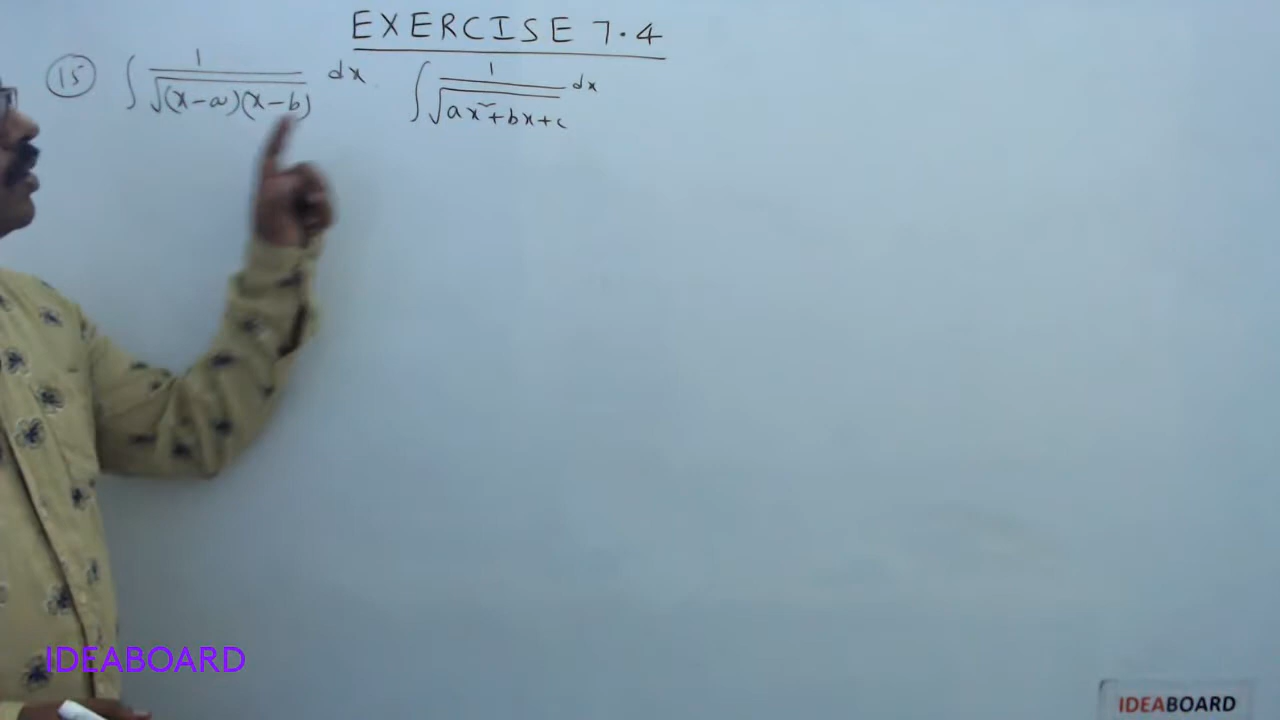 EXERCISE 7.4
(15) ∫ 1/√((x-a)(x-b)) dx ∫ 1/√(ax²+bx+c) dx
IDEABOARD
IDEABOARD